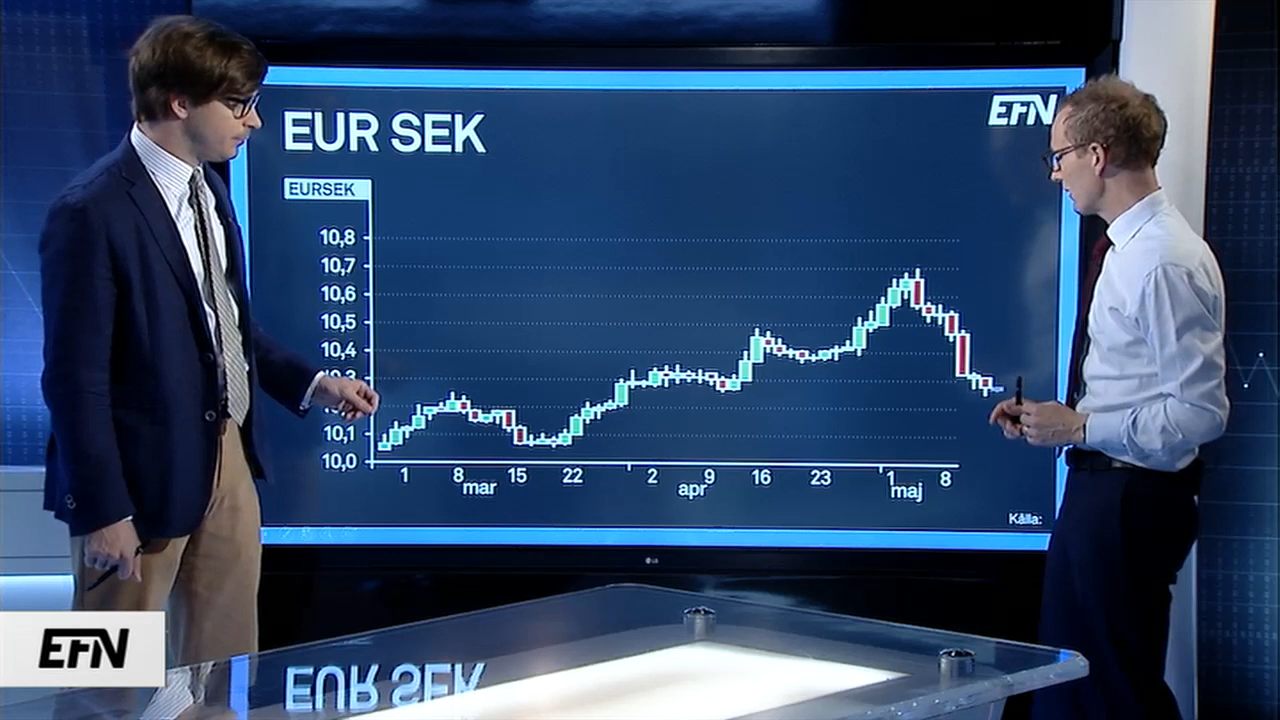 EFN
EUR SEK
EURSEK
10,8
10,7
10,6
10,5
10,4
10,1
10,0
1 8 15 22 2 9 16 23 1 8
mar apr maj
Källa:
LG
EFN
EUR SEK